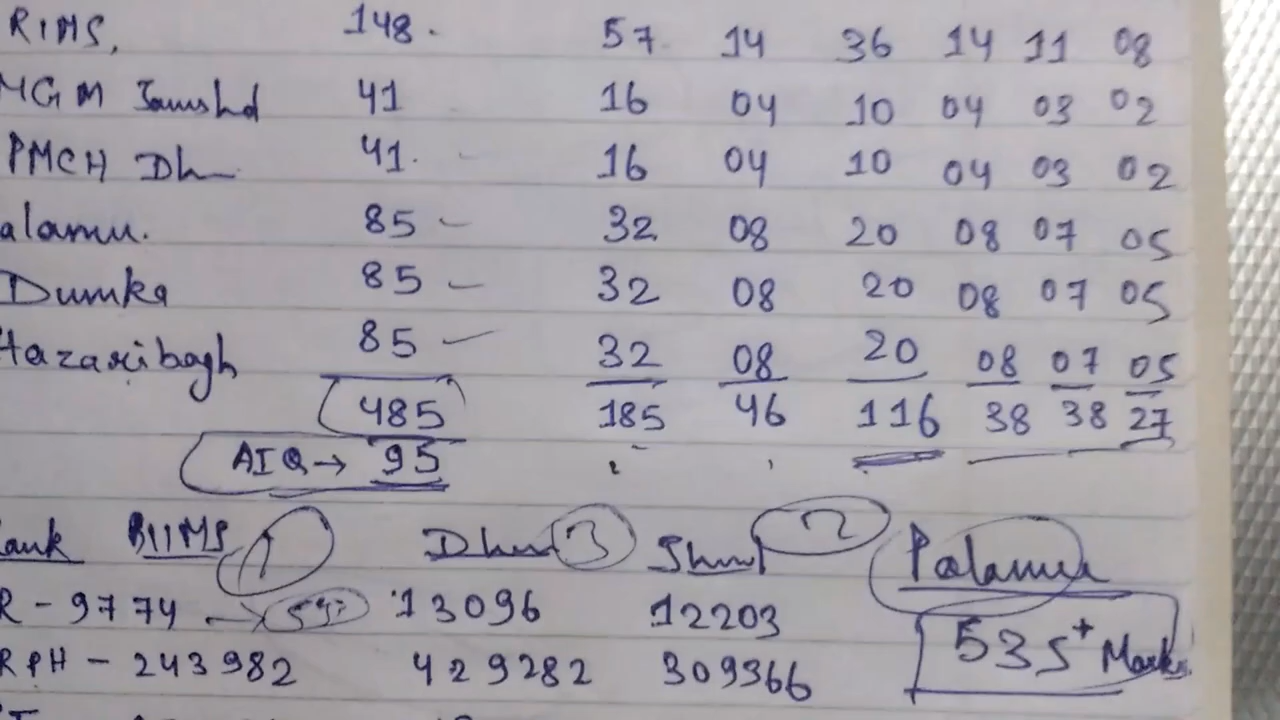 RIMS, 148. 57 14 36 14 11 08
MGM Jamshd 41 16 04 10 04 03 02
PMCH Dh 41. 16 04 10 04 03 02
alamu. 85 - 32 08 20 08 07 05
Dumka 85 - 32 08 20 08 07 05
Hazaribagh 85 - 32 08 20 08 07 05
485 185 46 116 38 38 27
AIQ → 95
ank RIIMS 1 3 2 Palamu
R - 9774 → 13096 12203 535+ Marks
RPH - 243982 429282 309366